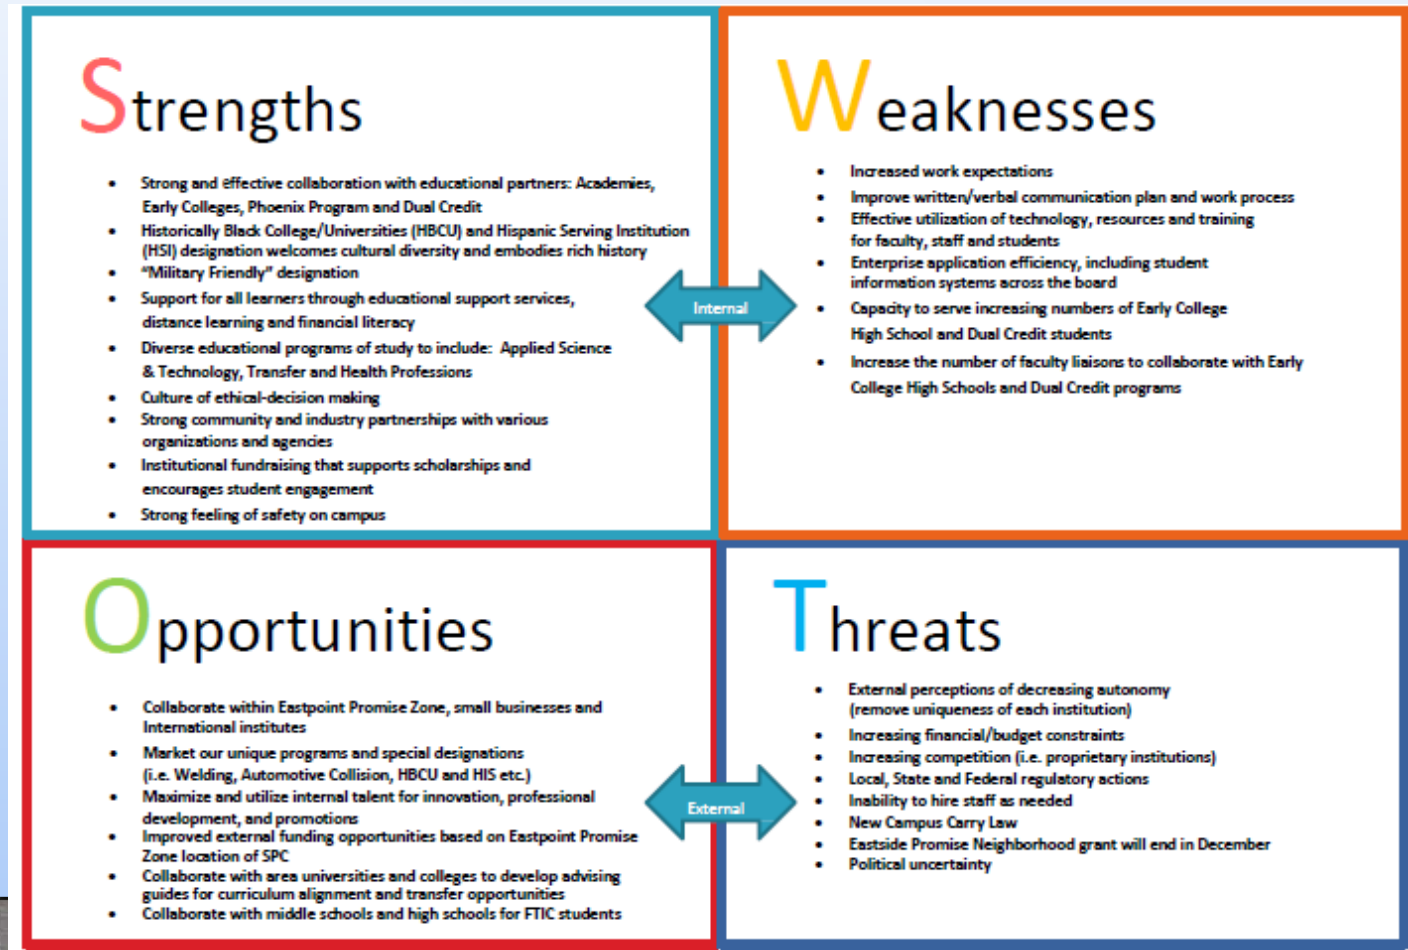 Strengths
• Strong and effective collaboration with educational partners: Academies,
Early Colleges, Phoenix Program and Dual Credit
• Historically Black College/Universities (HBCU) and Hispanic Serving Institution
(HSI) designation welcomes cultural diversity and embodies rich history
• “Military Friendly” designation
• Support for all learners through educational support services,
distance learning and financial literacy
• Diverse educational programs of study to include: Applied Science
& Technology, Transfer and Health Professions
• Culture of ethical-decision making
• Strong community and industry partnerships with various
organizations and agencies
• Institutional fundraising that supports scholarships and
encourages student engagement
• Strong feeling of safety on campus
Internal
Weaknesses
• Increased work expectations
• Improve written/verbal communication plan and work process
• Effective utilization of technology, resources and training
for faculty, staff and students
• Enterprise application efficiency, including student
information systems across the board
• Capacity to serve increasing numbers of Early College
High School and Dual Credit students
• Increase the number of faculty liaisons to collaborate with Early
College High Schools and Dual Credit programs
Opportunities
• Collaborate within Eastpoint Promise Zone, small businesses and
International institutes
• Market our unique programs and special designations
(i.e. Welding, Automotive Collision, HBCU and HIS etc.)
• Maximize and utilize internal talent for innovation, professional
development, and promotions
• Improved external funding opportunities based on Eastpoint Promise
Zone location of SPC
• Collaborate with area universities and colleges to develop advising
guides for curriculum alignment and transfer opportunities
• Collaborate with middle schools and high schools for FTIC students
External
Threats
• External perceptions of decreasing autonomy
(remove uniqueness of each institution)
• Increasing financial/budget constraints
• Increasing competition (i.e. proprietary institutions)
• Local, State and Federal regulatory actions
• Inability to hire staff as needed
• New Campus Carry Law
• Eastside Promise Neighborhood grant will end in December
• Political uncertainty